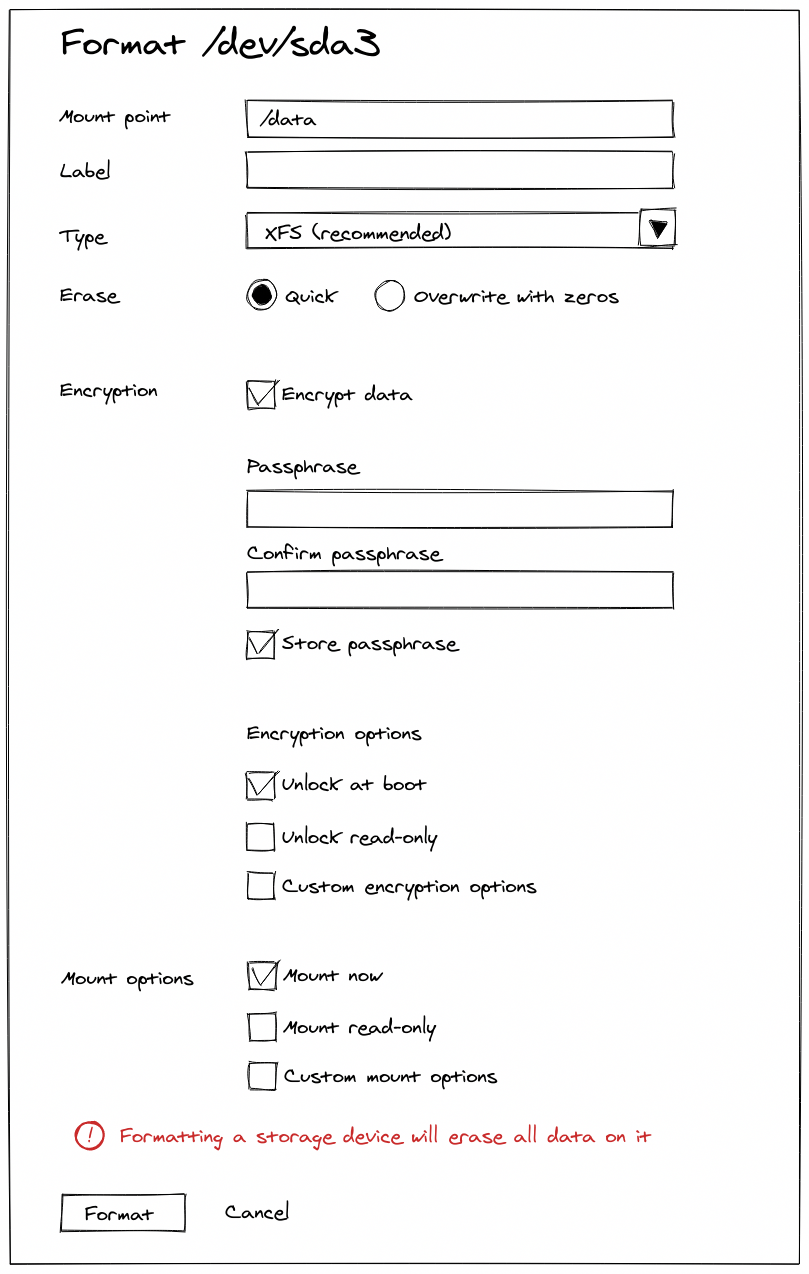 Format /dev/sda3
Mount point /data
Label
Type XFS (recommended)
Erase Quick Overwrite with zeros
Encryption Encrypt data
Passphrase
Confirm passphrase
Store passphrase
Encryption options
Unlock at boot
Unlock read-only
Custom encryption options
Mount options Mount now
Mount read-only
Custom mount options
! Formatting a storage device will erase all data on it
Format Cancel